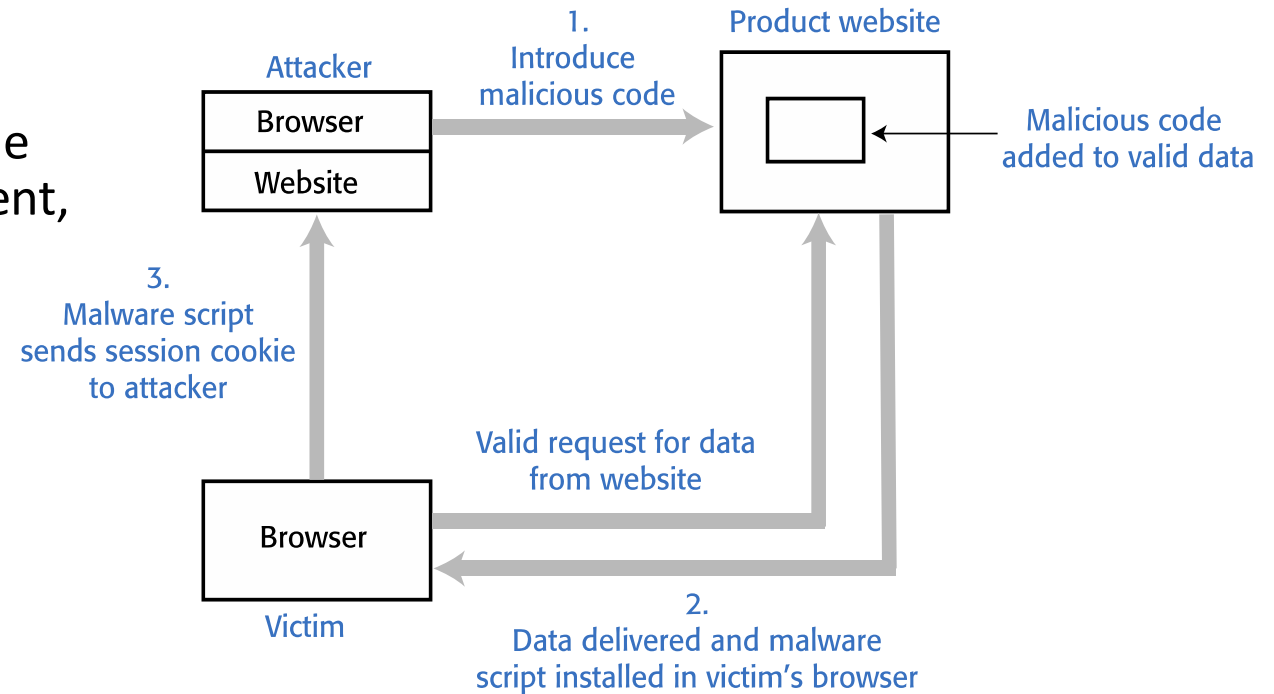 1.
Introduce
malicious code
Product website
Attacker
Browser
Website
Malicious code
added to valid data
e
ent,
3.
Malware script
sends session cookie
to attacker
Valid request for data
from website
Browser
Victim
2.
Data delivered and malware
script installed in victim’s browser